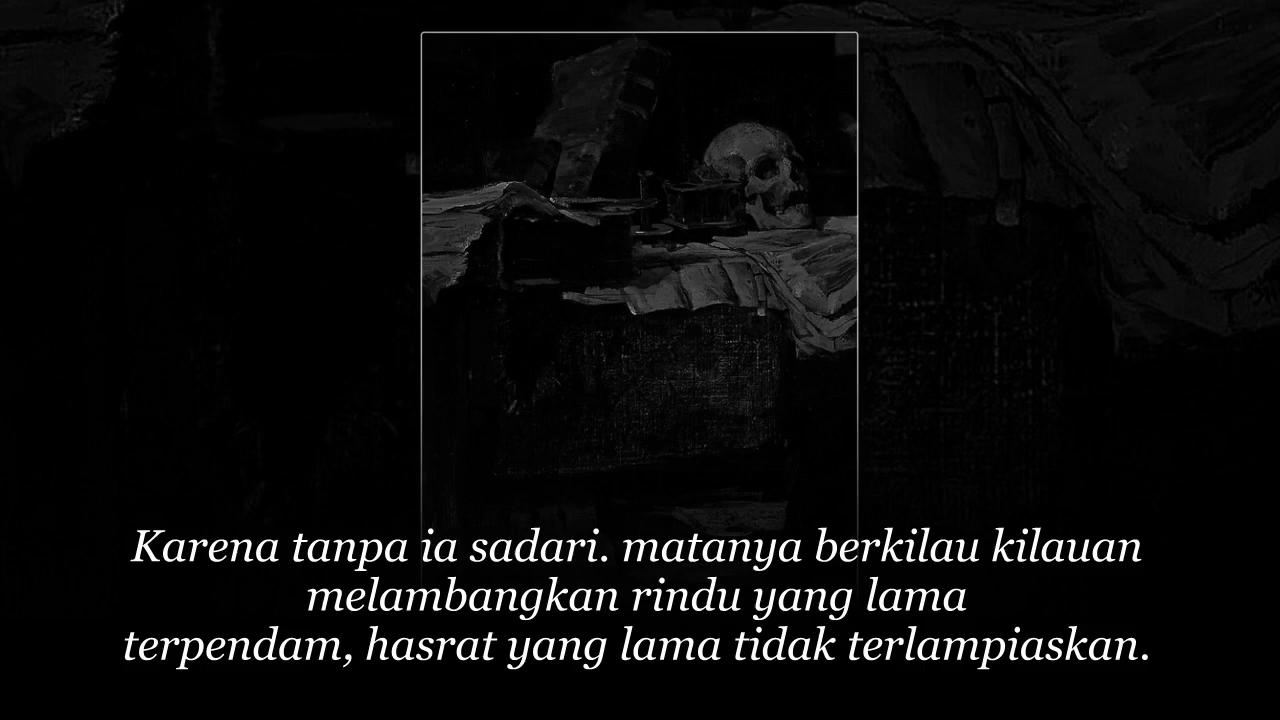 Karena tanpa ia sadari. matanya berkilau kilauan
melambangkan rindu yang lama
terpendam, hasrat yang lama tidak terlampiaskan.